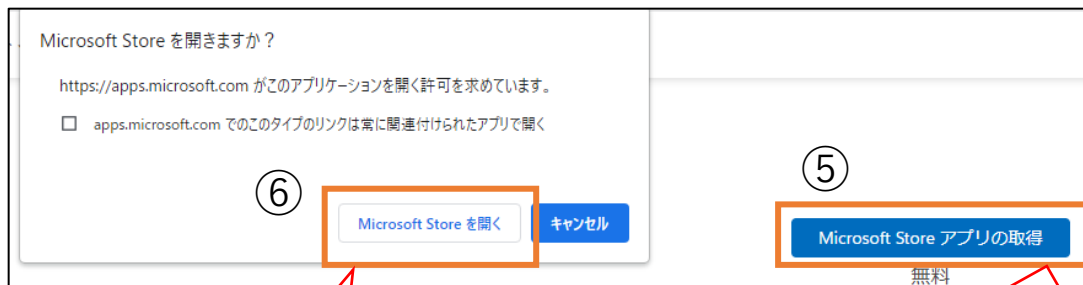 Microsoft Store を開きますか？
https://apps.microsoft.com がこのアプリケーションを開く許可を求めています。
apps.microsoft.com でのこのタイプのリンクは常に関連付けられたアプリで開く
⑥
Microsoft Store を開く
キャンセル
⑤
Microsoft Store アプリの取得
無料